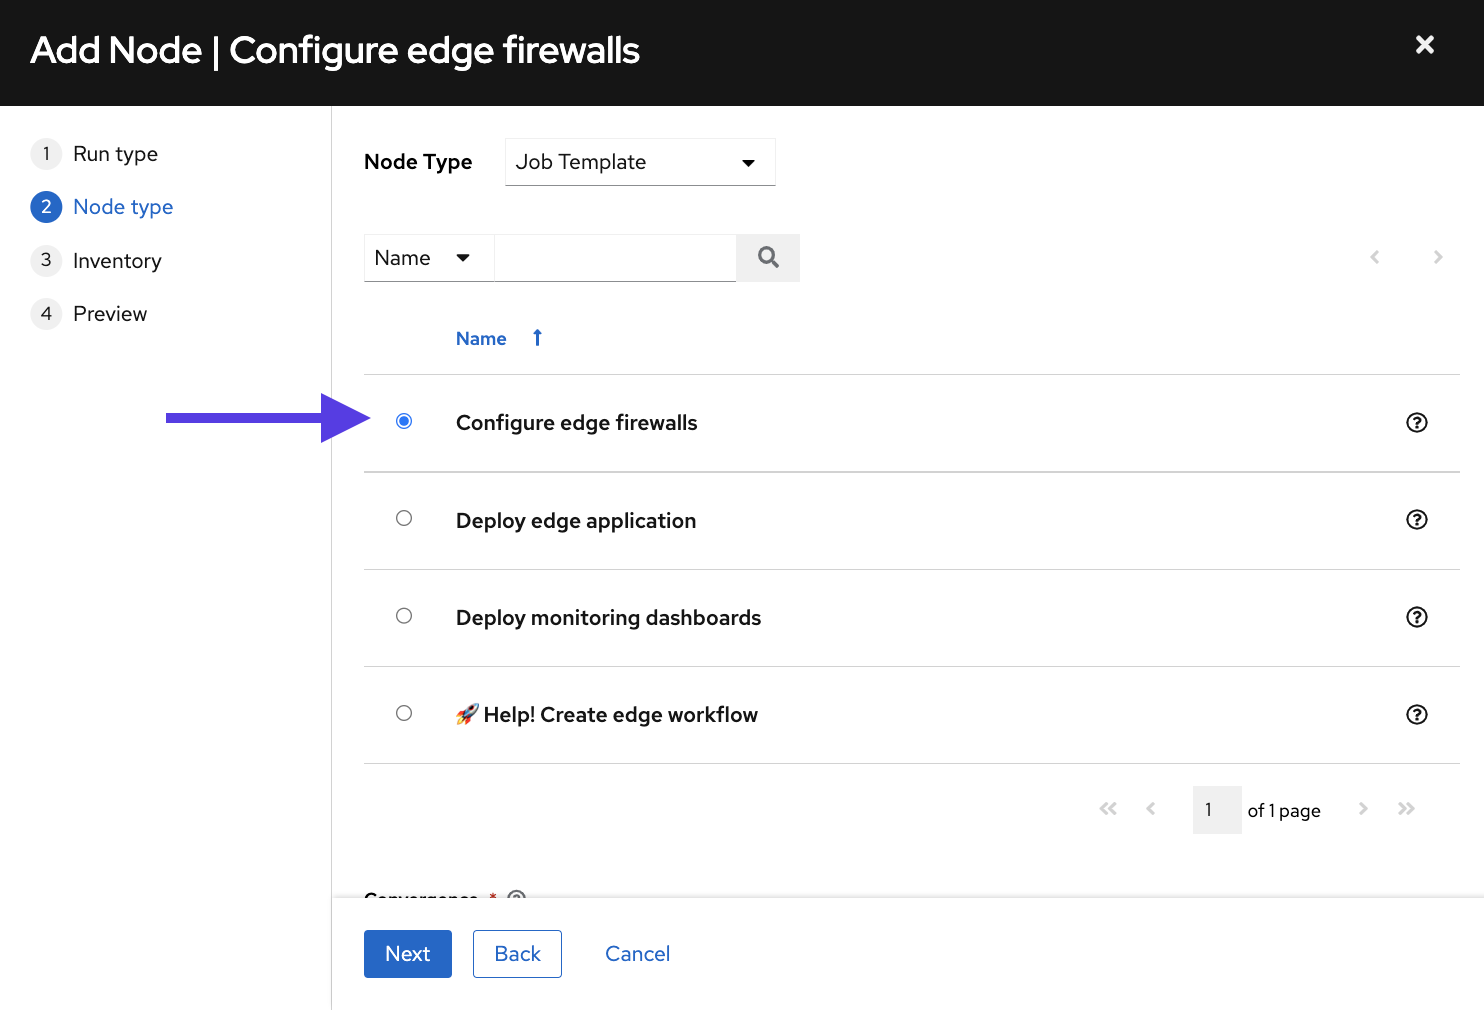 Add Node | Configure edge firewalls
1 Run type
2 Node type
3 Inventory
4 Preview
Node Type Job Template
Name
Name
Configure edge firewalls
Deploy edge application
Deploy monitoring dashboards
🚀 Help! Create edge workflow
1 of 1 page
Convergence *
Next Back Cancel